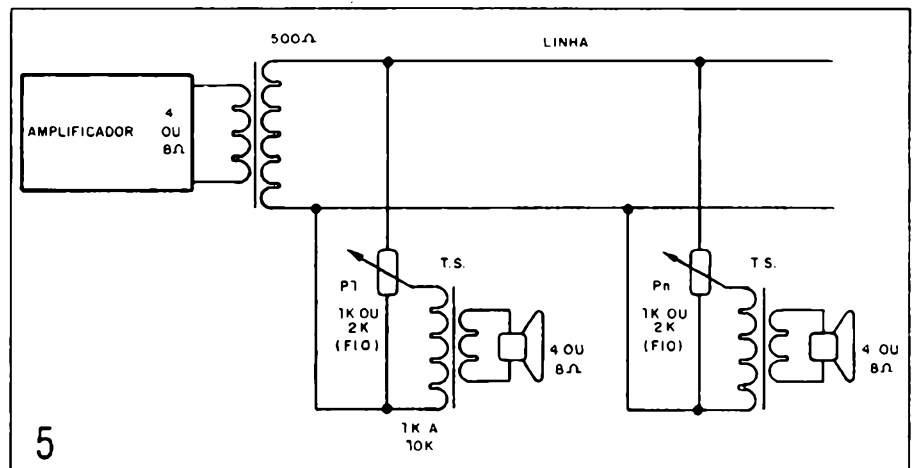 500Ω
LINHA
AMPLIFICADOR
4
OU
8Ω
P1
1K OU
2K
(FIO)
T.S.
4 OU
8Ω
1K A
10K
Pn
1K OU
2K
(FIO)
T S.
4 OU
8Ω
5